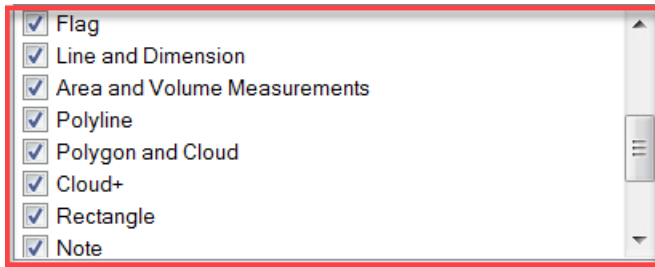 Flag
Line and Dimension
Area and Volume Measurements
Polyline
Polygon and Cloud
Cloud+
Rectangle
Note